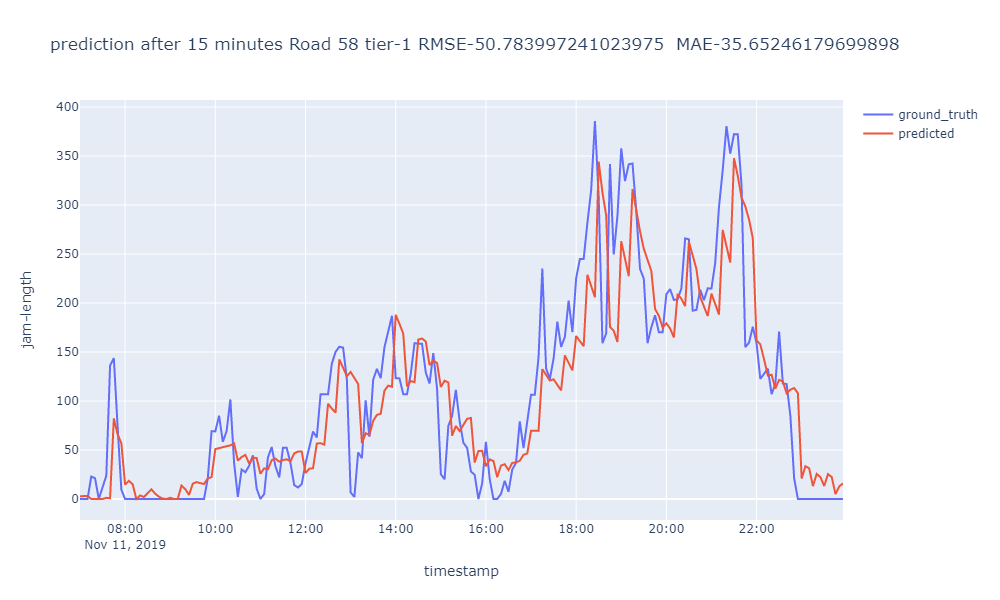 prediction after 15 minutes Road 58 tier-1 RMSE-50.783997241023975  MAE-35.65246179699898
ground_truth
predicted
400
350
300
250
200
150
100
50
0
jam-length
08:00 10:00 12:00 14:00 16:00 18:00 20:00 22:00
Nov 11, 2019
timestamp